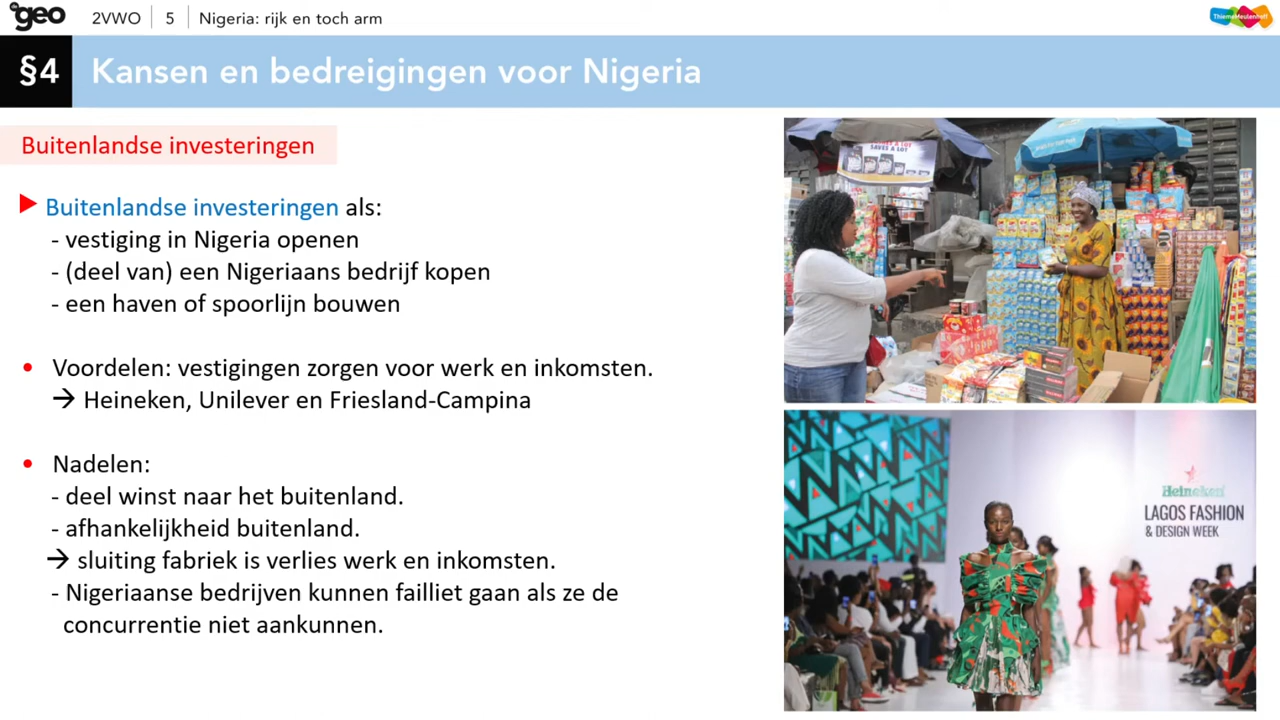 de geo
2VWO | 5 | Nigeria: rijk en toch arm
ThiemeMeulenhoff
§4 Kansen en bedreigingen voor Nigeria
Buitenlandse investeringen
Buitenlandse investeringen als:
- vestiging in Nigeria openen
- (deel van) een Nigeriaans bedrijf kopen
- een haven of spoorlijn bouwen
• Voordelen: vestigingen zorgen voor werk en inkomsten.
→ Heineken, Unilever en Friesland-Campina
• Nadelen:
- deel winst naar het buitenland.
- afhankelijkheid buitenland.
→ sluiting fabriek is verlies werk en inkomsten.
- Nigeriaanse bedrijven kunnen failliet gaan als ze de
concurrentie niet aankunnen.
SAVES A LOT
Heineken
LAGOS FASHION
& DESIGN WEEK